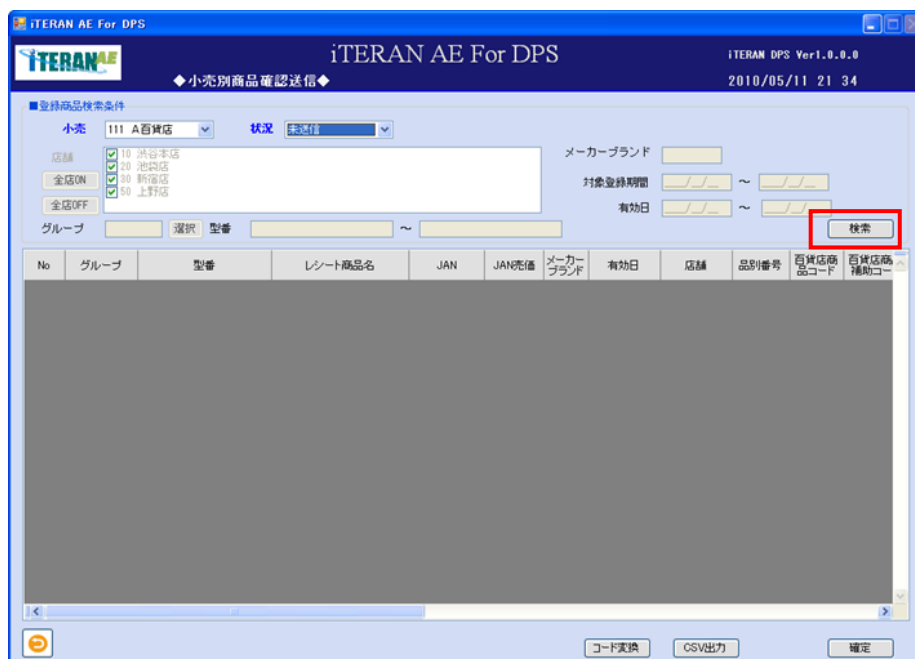 iTERAN AE For DPS
iTERAN AE
iTERAN AE For DPS
iTERAN DPS Ver1.0.0.0
◆小売別商品確認送信◆
2010/05/11 21 34
■登録商品検索条件
小売 111 A百貨店 状況 未送信
店舗 10 渋谷本店 メーカーブランド
20 池袋店
全店ON 30 新宿店 対象登録期間 __/_/__ ～ __/_/__
50 上野店
全店OFF 有効日 __/_/__ ～ __/_/__
グループ 選択 型番 ～ 検索
No グループ 型番 レシート商品名 JAN JAN売価 メーカーブランド 有効日 店舗 品別番号 百貨店商品コード 百貨店商補助コー
コード変換 CSV出力 確定